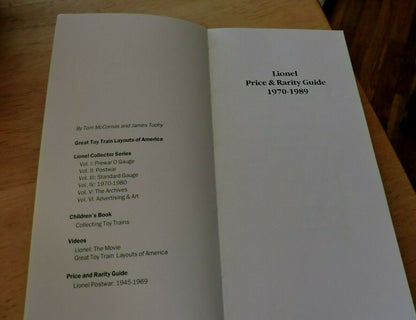 By Tom McComas and James Tuohy
Great Toy Train Layouts of America
Lionel Collector Series
Vol. I: Prewar O Gauge
Vol. II: Postwar
Vol. III: Standard Gauge
Vol. IV: 1970-1980
Vol. V: The Archives
Vol. VI: Advertising & Art
Children's Book
Collecting Toy Trains
Videos
Lionel: The Movie
Great Toy Train Layouts of America
Price and Rarity Guide
Lionel Postwar: 1945-1969
Lionel
Price & Rarity Guide
1970-1989